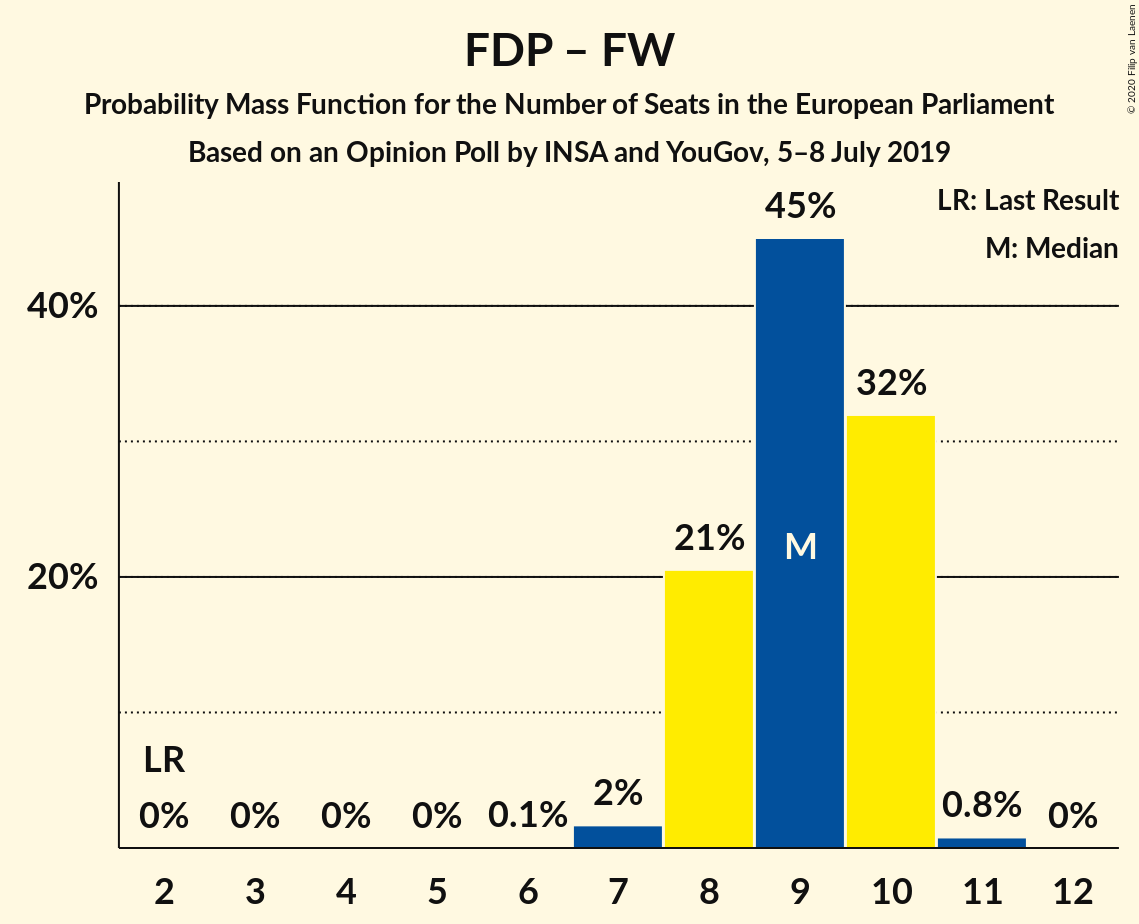 FDP – FW
Probability Mass Function for the Number of Seats in the European Parliament
Based on an Opinion Poll by INSA and YouGov, 5–8 July 2019
© 2020 Filip van Laenen
LR: Last Result
M: Median
45%
40%
32%
21%
M
20%
LR
0% 0% 0% 0% 0.1% 2% 0.8% 0%
2 3 4 5 6 7 8 9 10 11 12